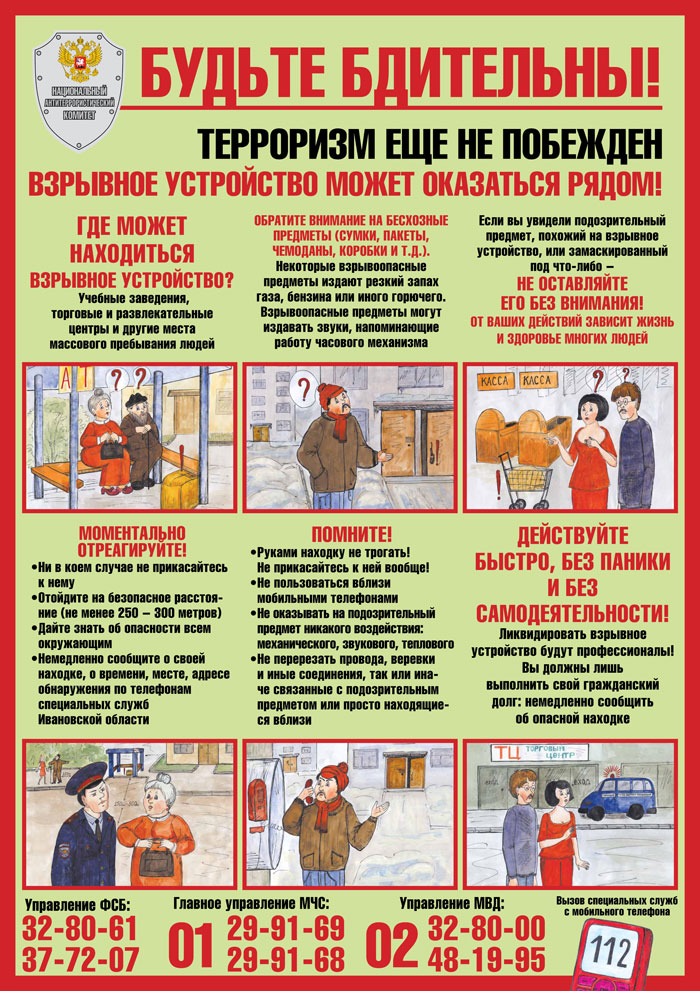 НАЦИОНАЛЬНЫЙ
АНТИТЕРРОРИСТИЧЕСКИЙ
КОМИТЕТ
БУДЬТЕ БДИТЕЛЬНЫ!
ТЕРРОРИЗМ ЕЩЕ НЕ ПОБЕЖДЕН
ВЗРЫВНОЕ УСТРОЙСТВО МОЖЕТ ОКАЗАТЬСЯ РЯДОМ!
ГДЕ МОЖЕТ
НАХОДИТЬСЯ
ВЗРЫВНОЕ УСТРОЙСТВО?
Учебные заведения,
торговые и развлекательные
центры и другие места
массового пребывания людей
ОБРАТИТЕ ВНИМАНИЕ НА БЕСХОЗНЫЕ
ПРЕДМЕТЫ (СУМКИ, ПАКЕТЫ,
ЧЕМОДАНЫ, КОРОБКИ И Т.Д.).
Некоторые взрывоопасные
предметы издают резкий запах
газа, бензина или иного горючего.
Взрывоопасные предметы могут
издавать звуки, напоминающие
работу часового механизма
Если вы увидели подозрительный
предмет, похожий на взрывное
устройство, или замаскированный
под что-либо –
НЕ ОСТАВЛЯЙТЕ
ЕГО БЕЗ ВНИМАНИЯ!
ОТ ВАШИХ ДЕЙСТВИЙ ЗАВИСИТ ЖИЗНЬ
И ЗДОРОВЬЕ МНОГИХ ЛЮДЕЙ
А Т ? ?
!
?
!
КАССА КАССА
? ?
!
МОМЕНТАЛЬНО
ОТРЕАГИРУЙТЕ!
•Ни в коем случае не прикасайтесь
к нему
•Отойдите на безопасное расстоя-
ние (не менее 250 – 300 метров)
•Дайте знать об опасности всем
окружающим
•Немедленно сообщите о своей
находке, о времени, месте, адресе
обнаружения по телефонам
специальных служб
Ивановской области
ПОМНИТЕ!
•Руками находку не трогать!
Не прикасайтесь к ней вообще!
•Не пользоваться вблизи
мобильными телефонами
•Не оказывать на подозрительный
предмет никакого воздействия:
механического, звукового, теплового
•Не перерезать провода, веревки
и иные соединения, так или ина-
че связанные с подозрительным
предметом или просто находящие-
ся вблизи
ДЕЙСТВУЙТЕ
БЫСТРО, БЕЗ ПАНИКИ
И БЕЗ
САМОДЕЯТЕЛЬНОСТИ!
Ликвидировать взрывное
устройство будут профессионалы!
Вы должны лишь
выполнить свой гражданский
долг: немедленно сообщить
об опасной находке
ТЦ ТОРГОВЫЙ
ЦЕНТР
ВХОД ВХОД
Управление ФСБ:
32-80-61
37-72-07
Главное управление МЧС:
01
29-91-69
29-91-68
Управление МВД:
02
32-80-00
48-19-95
Вызов специальных служб
с мобильного телефона
112